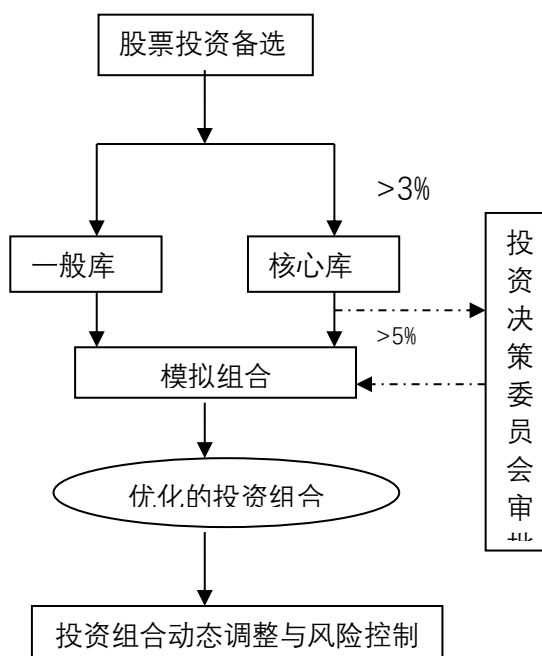 股票投资备选
>3%
一般库
核心库
投资决策委员会审
>5%
模拟组合
优化的投资组合
投资组合动态调整与风险控制